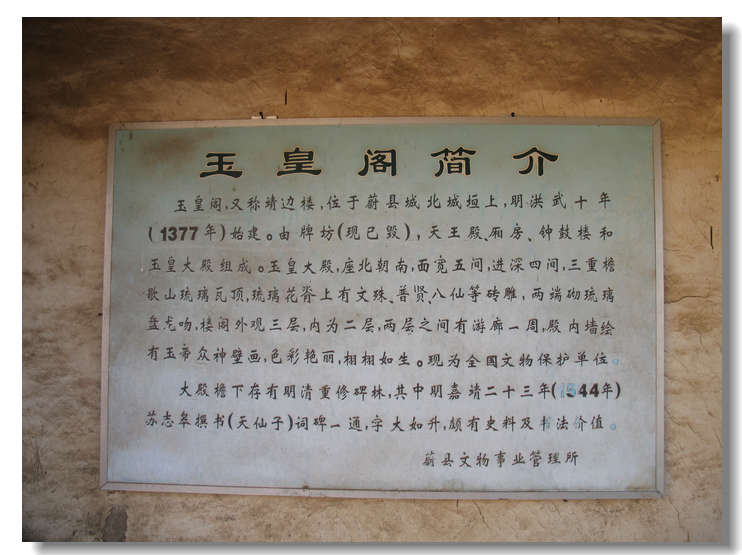 玉皇阁简介
玉皇阁,又称靖边楼,位于蔚县城北城垣上,明洪武十年
(1377年)始建。由牌坊(现已毁),天王殿、厢房、钟鼓楼和
玉皇大殿组成。玉皇大殿,座北朝南,面宽五间,进深四间,三重檐
歇山琉璃瓦顶,琉璃花脊上有文殊、普贤、八仙等砖雕,两端砌琉璃
盘龙吻,楼阁外观三层,内为二层,两层之间有游廊一周,殿内墙绘
有玉帝众神壁画,色彩艳丽,栩栩如生。现为全国文物保护单位。
大殿檐下存有明清重修碑林,其中明嘉靖二十三年(1544年)
苏志皋撰书(天仙子)词碑一通,字大如升,颇有史料及书法价值。
蔚县文物事业管理所